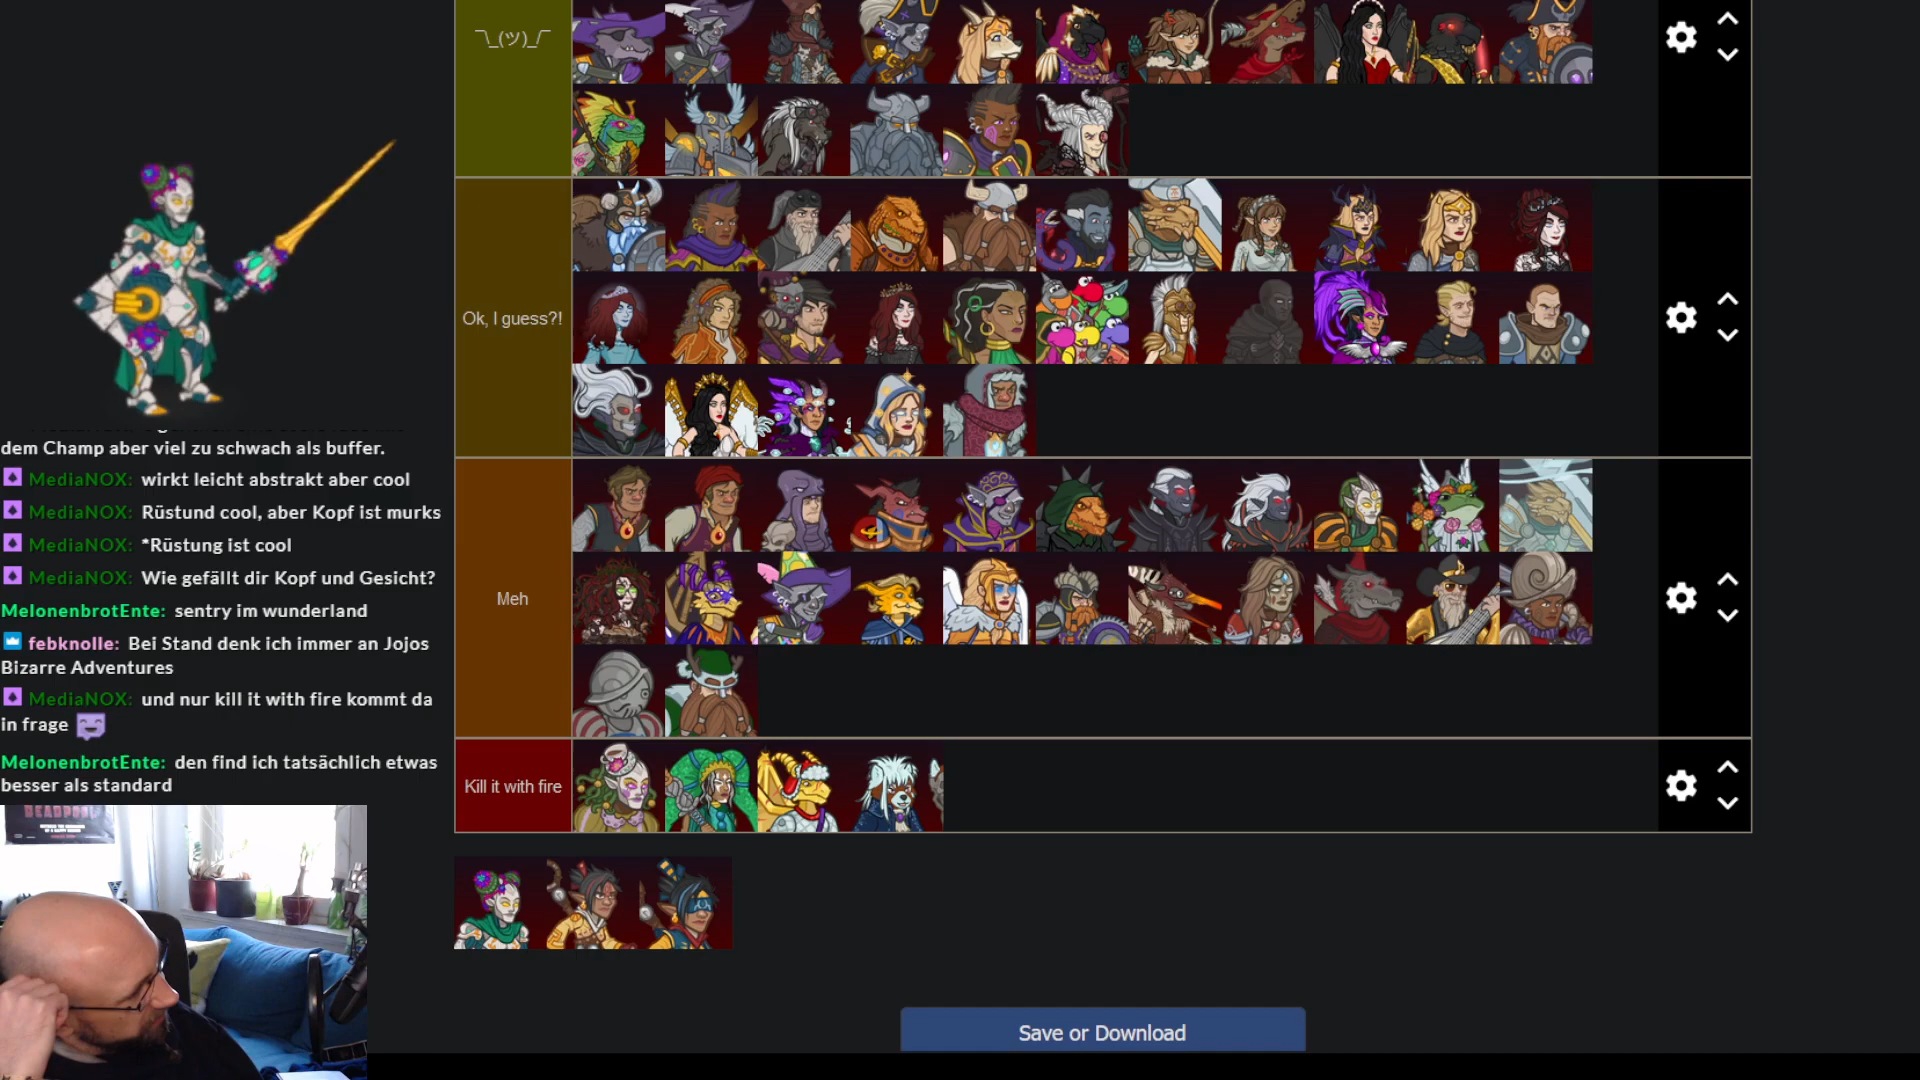 ¯\_(ツ)_/¯
Ok, I guess?!
dem Champ aber viel zu schwach als buffer.
MediaNOX: wirkt leicht abstrakt aber cool
MediaNOX: Rüstund cool, aber Kopf ist murks
MediaNOX: *Rüstung ist cool
MediaNOX: Wie gefällt dir Kopf und Gesicht?
MelonenbrotEnte: sentry im wunderland
febknolle: Bei Stand denk ich immer an Jojos
Bizarre Adventures
MediaNOX: und nur kill it with fire kommt da
in frage
MelonenbrotEnte: den find ich tatsächlich etwas
besser als standard
Meh
Kill it with fire
DEADPOOL
Save or Download